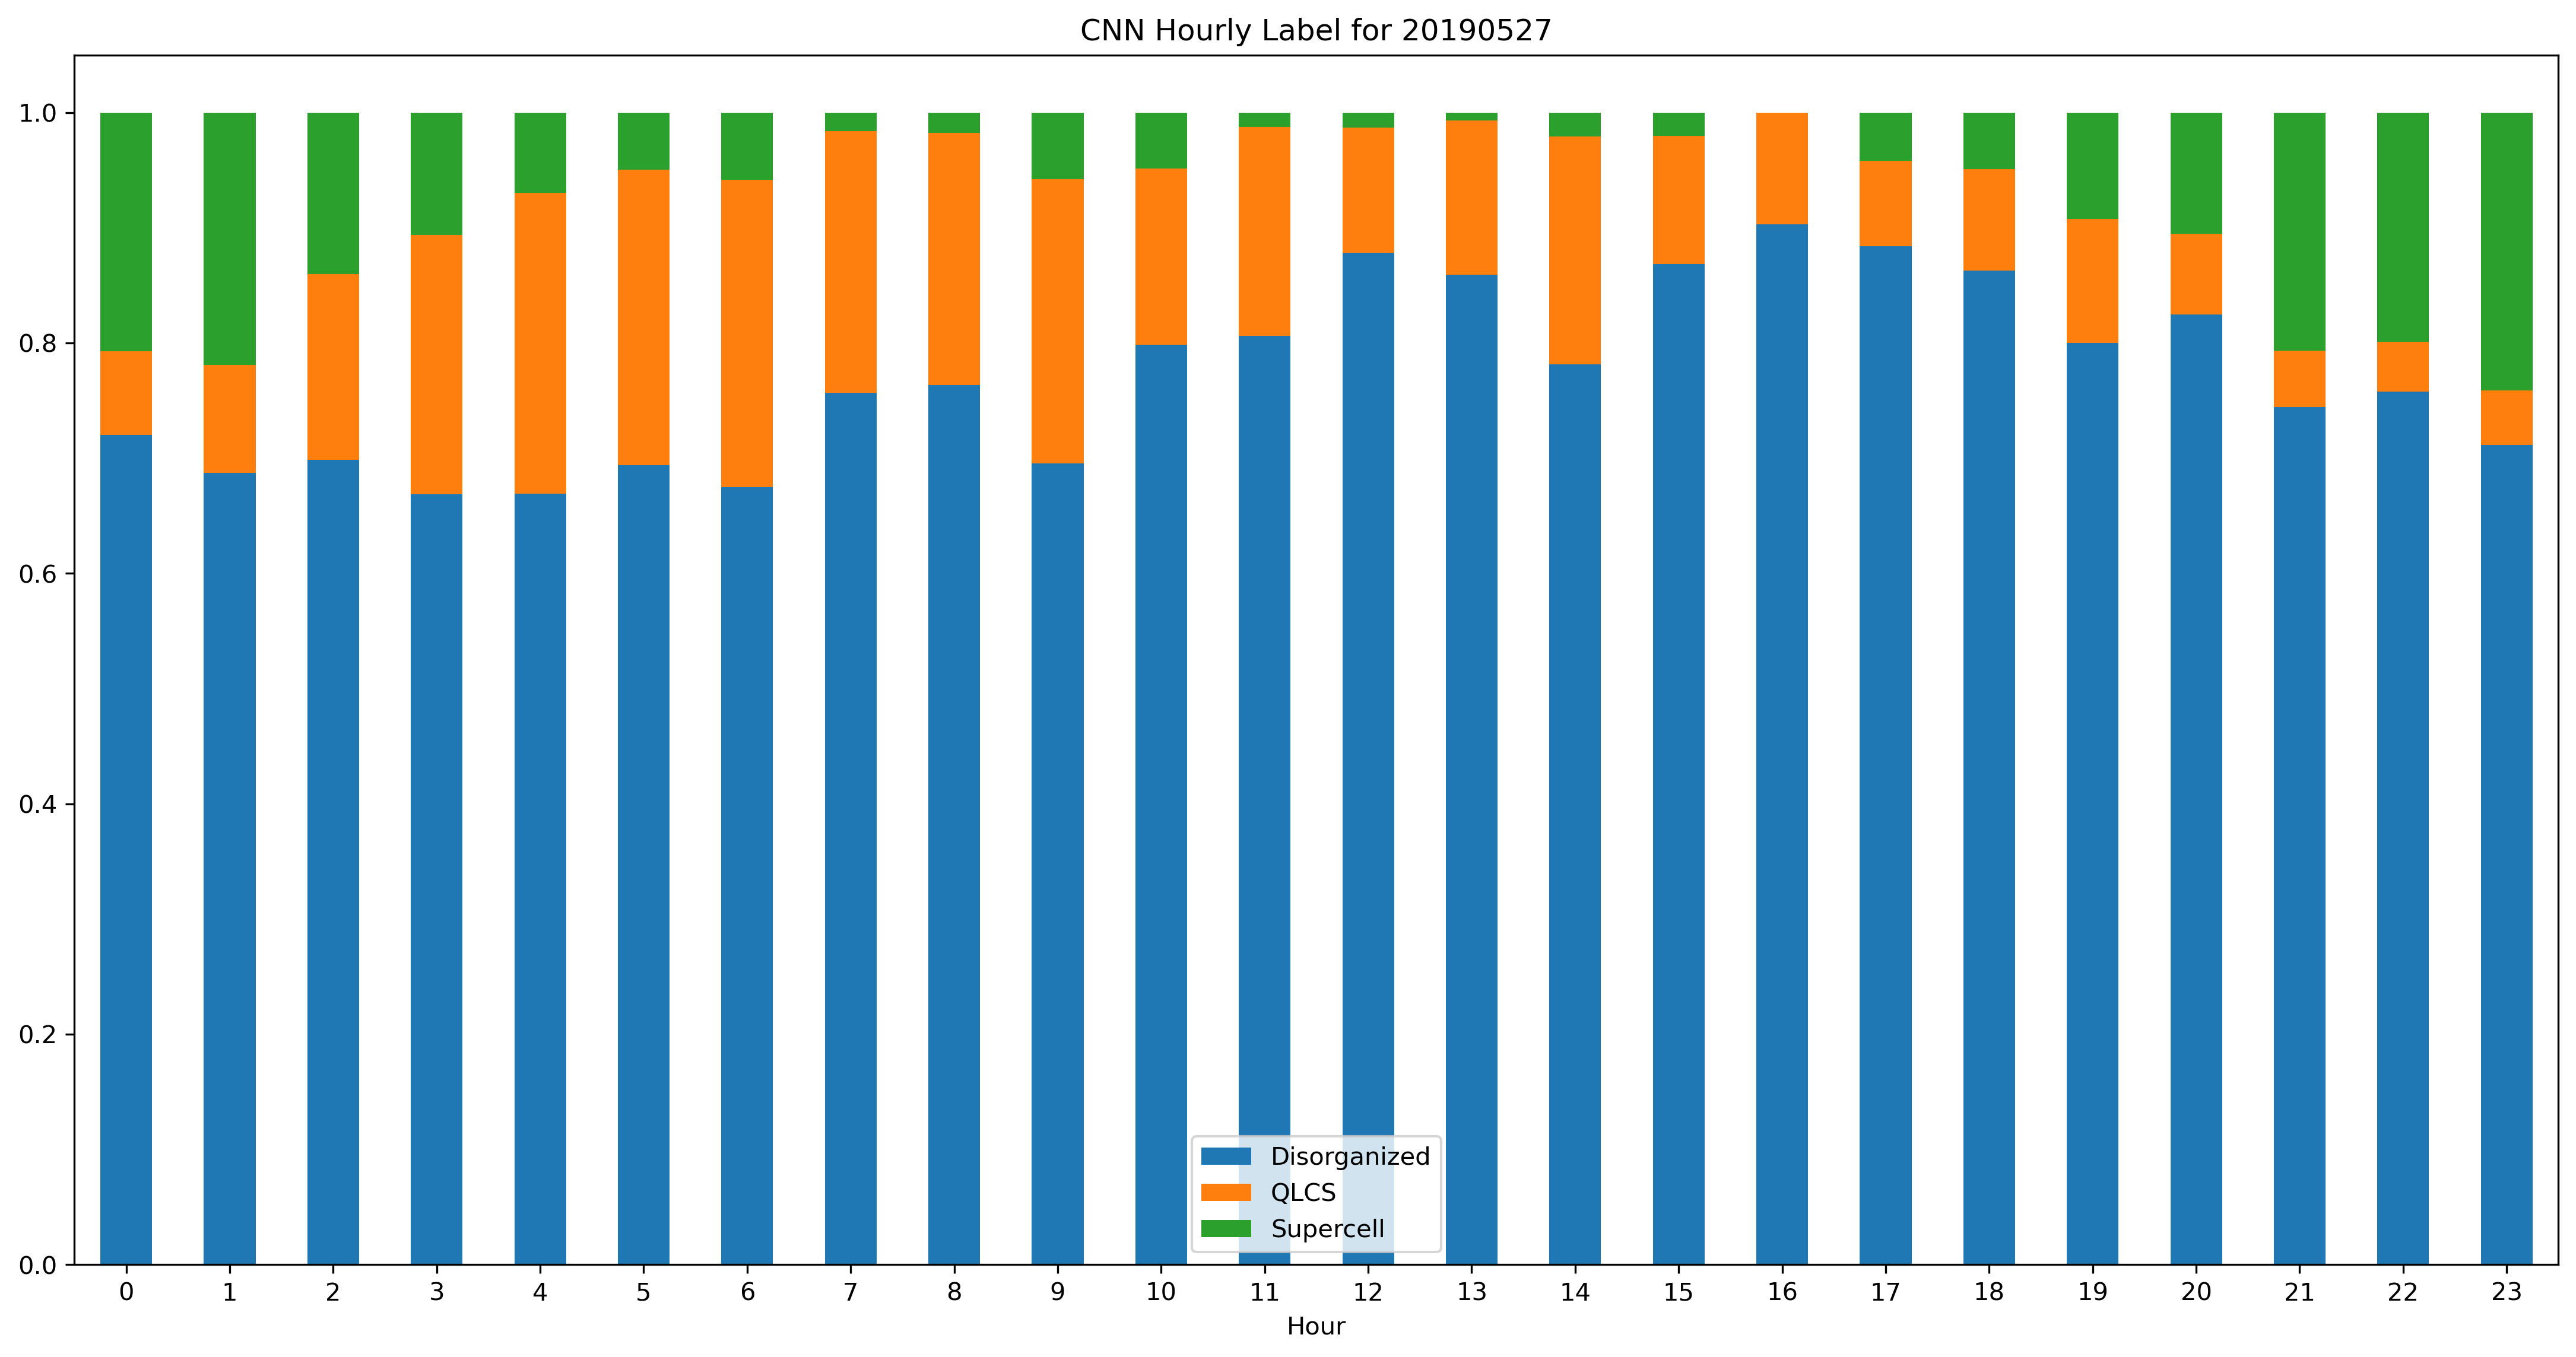 CNN Hourly Label for 20190527
1.0
0.8
0.6
0.4
0.2
0.0
Disorganized
QLCS
Supercell
0 1 2 3 4 5 6 7 8 9 10 11 12 13 14 15 16 17 18 19 20 21 22 23
Hour